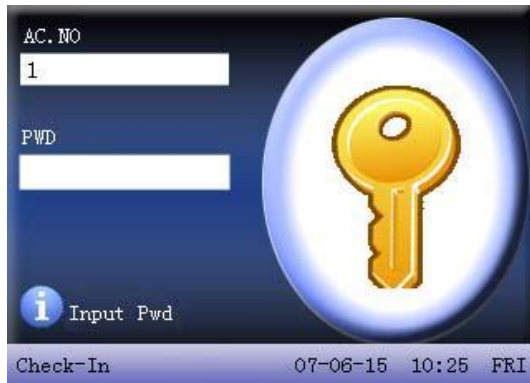 AC.NO
1
PWD
i Input Pwd
Check-In 07-06-15 10:25 FRI